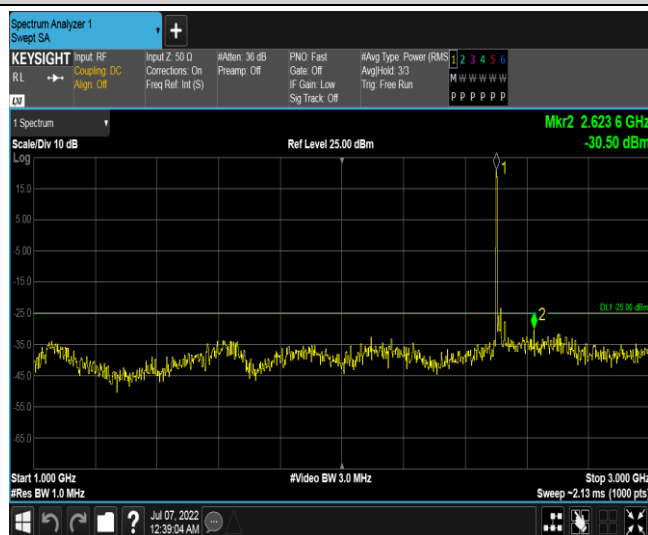 Spectrum Analyzer 1
Swept SA
+
KEYSIGHT
RL
LXI
Input: RF
Coupling: DC
Align: Off
Input Z: 50 Ω
Corrections: On
Freq Ref: Int (S)
#Atten: 36 dB
Preamp: Off
PNO: Fast
Gate: Off
IF Gain: Low
Sig Track: Off
#Avg Type: Power (RMS
Avg|Hold: 3/3
Trig: Free Run
1 2 3 4 5 6
M W W W W W
P P P P P P
1 Spectrum
Mkr2 2.623 6 GHz
-30.50 dBm
Scale/Div 10 dB
Ref Level 25.00 dBm
Log
1
15.0
5.00
-5.00
-15.0
-25.0
DL1 -25.00 dBm
2
-35.0
-45.0
-55.0
-65.0
Start 1.000 GHz
#Video BW 3.0 MHz
Stop 3.000 GHz
#Res BW 1.0 MHz
Sweep ~2.13 ms (1000 pts)
?
Jul 07, 2022
12:39:04 AM